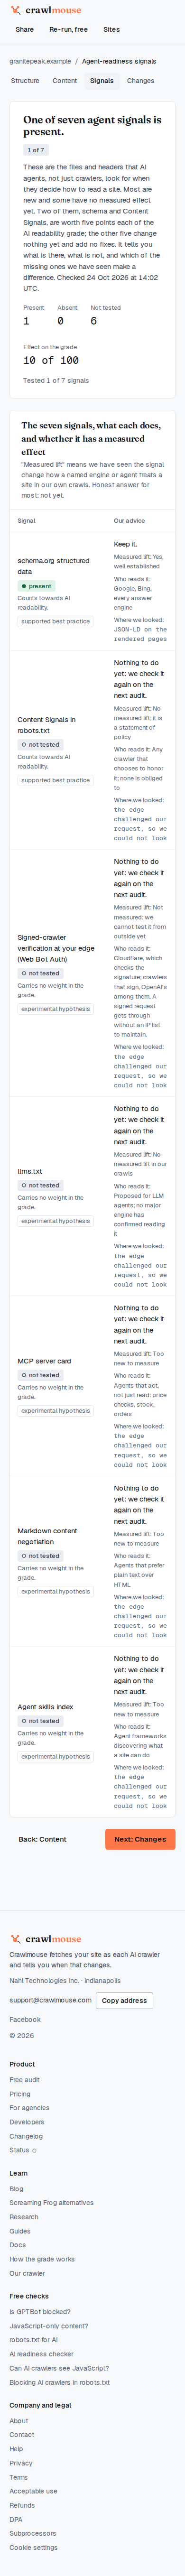 crawlmouse
Share Re-run, free Sites
granitepeak.example / Agent-readiness signals
Structure Content Signals Changes
One of seven agent signals is
present.
1 of 7
These are the files and headers that AI
agents, not just crawlers, look for when
they decide how to read a site. Most are
new and some have no measured effect
yet. Two of them, schema and Content
Signals, are worth five points each of the
AI readability grade; the other five change
nothing yet and add no fixes. It tells you
what is there, what is not, and which of the
missing ones we have seen make a
difference. Checked 24 Oct 2026 at 14:02
UTC.
Present Absent Not tested
1 0 6
Effect on the grade
10 of 100
Tested 1 of 7 signals
The seven signals, what each does,
and whether it has a measured
effect
"Measured lift" means we have seen the signal
change how a named engine or agent treats a
site in our own crawls. Honest answer for
most: not yet.
Signal Our advice
schema.org structured
data
present
Counts towards AI
readability.
supported best practice
Keep it.
Measured lift: Yes,
well established
Who reads it:
Google, Bing,
every answer
engine
Where we looked:
JSON-LD on the
rendered pages
Content Signals in
robots.txt
not tested
Counts towards AI
readability.
supported best practice
Nothing to do
yet: we check it
again on the
next audit.
Measured lift: No
measured lift; it is
a statement of
policy
Who reads it: Any
crawler that
chooses to honor
it; none is obliged
to
Where we looked:
the edge
challenged our
request, so we
could not look
Signed-crawler
verification at your edge
(Web Bot Auth)
not tested
Carries no weight in the
grade.
experimental hypothesis
Nothing to do
yet: we check it
again on the
next audit.
Measured lift: Not
measured: we
cannot test it from
outside yet
Who reads it:
Cloudflare, which
checks the
signature; crawlers
that sign, OpenAI's
among them. A
signed request
gets through
without an IP list
to maintain.
Where we looked:
the edge
challenged our
request, so we
could not look
llms.txt
not tested
Carries no weight in the
grade.
experimental hypothesis
Nothing to do
yet: we check it
again on the
next audit.
Measured lift: No
measured lift in our
crawls
Who reads it:
Proposed for LLM
agents; no major
engine has
confirmed reading
it
Where we looked:
the edge
challenged our
request, so we
could not look
MCP server card
not tested
Carries no weight in the
grade.
experimental hypothesis
Nothing to do
yet: we check it
again on the
next audit.
Measured lift: Too
new to measure
Who reads it:
Agents that act,
not just read: price
checks, stock,
orders
Where we looked:
the edge
challenged our
request, so we
could not look
Markdown content
negotiation
not tested
Carries no weight in the
grade.
experimental hypothesis
Nothing to do
yet: we check it
again on the
next audit.
Measured lift: Too
new to measure
Who reads it:
Agents that prefer
plain text over
HTML
Where we looked:
the edge
challenged our
request, so we
could not look
Agent skills index
not tested
Carries no weight in the
grade.
experimental hypothesis
Nothing to do
yet: we check it
again on the
next audit.
Measured lift: Too
new to measure
Who reads it:
Agent frameworks
discovering what
a site can do
Where we looked:
the edge
challenged our
request, so we
could not look
Back: Content Next: Changes
crawlmouse
Crawlmouse fetches your site as each AI crawler
and tells you when that changes.
Nahl Technologies Inc. · Indianapolis
support@crawlmouse.com Copy address
Facebook
© 2026
Product
Free audit
Pricing
For agencies
Developers
Changelog
Status
Learn
Blog
Screaming Frog alternatives
Research
Guides
Docs
How the grade works
Our crawler
Free checks
Is GPTBot blocked?
JavaScript-only content?
robots.txt for AI
AI readiness checker
Can AI crawlers see JavaScript?
Blocking AI crawlers in robots.txt
Company and legal
About
Contact
Help
Privacy
Terms
Acceptable use
Refunds
DPA
Subprocessors
Cookie settings